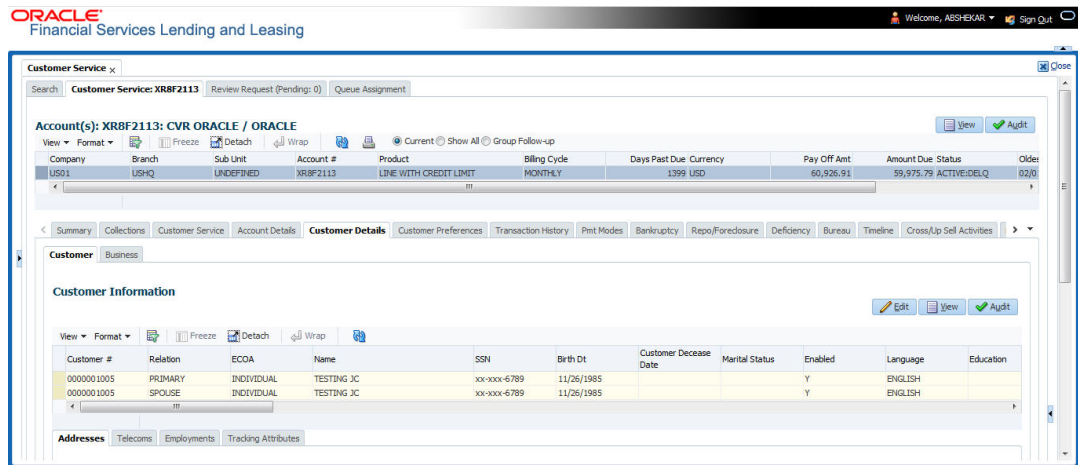 ORACLE
Financial Services Lending and Leasing
Welcome, ABSHEKAR Sign Out
Customer Service x Close
Search Customer Service: XR8F2113 Review Request (Pending: 0) Queue Assignment
Account(s): XR8F2113: CVR ORACLE / ORACLE View Audit
View Format Freeze Detach Wrap Current Show All Group Follow-up
Company Branch Sub Unit Account # Product Billing Cycle Days Past Due Currency Pay Off Amt Amount Due Status Oldes
US01 USHQ UNDEFINED XR8F2113 LINE WITH CREDIT LIMIT MONTHLY 1399 USD 60,926.91 59,975.79 ACTIVE:DELQ 02/0
Summary Collections Customer Service Account Details Customer Details Customer Preferences Transaction History Pmt Modes Bankruptcy Repo/Foreclosure Deficiency Bureau Timeline Cross/Up Sell Activities
Customer Business
Customer Information
Edit View Audit
View Format Freeze Detach Wrap
Customer # Relation ECOA Name SSN Birth Dt Customer Decease Date Marital Status Enabled Language Education
0000001005 PRIMARY INDIVIDUAL TESTING JC xx-xxx-6789 11/26/1985 Y ENGLISH
0000001005 SPOUSE INDIVIDUAL TESTING JC xx-xxx-6789 11/26/1985 Y ENGLISH
Addresses Telecoms Employments Tracking Attributes